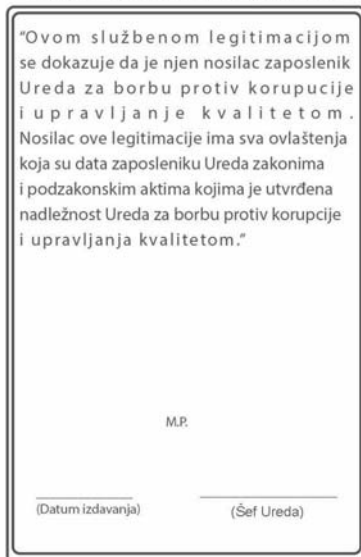 "Ovom službenom legitimacijom
se dokazuje da je njen nosilac zaposlenik
Ureda za borbu protiv korupucije
i upravljanje kvalitetom.
Nosilac ove legitimacije ima sva ovlaštenja
koja su data zaposleniku Ureda zakonima
i podzakonskim aktima kojima je utvrđena
nadležnost Ureda za borbu protiv korupcije
i upravljanja kvalitetom."
M.P.
(Datum izdavanja) (Šef Ureda)